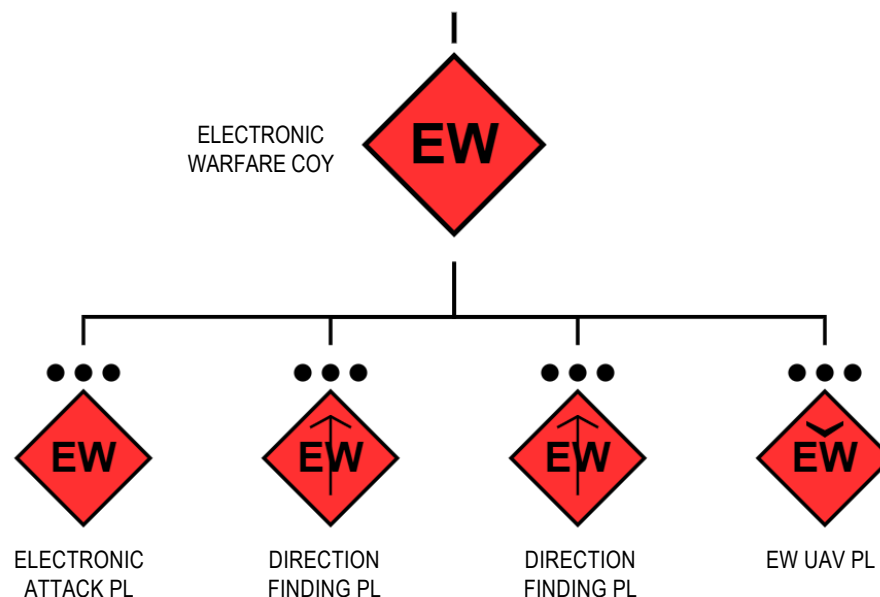 EW
ELECTRONIC
WARFARE COY
EW
EW
EW
EW
ELECTRONIC
ATTACK PL
DIRECTION
FINDING PL
DIRECTION
FINDING PL
EW UAV PL